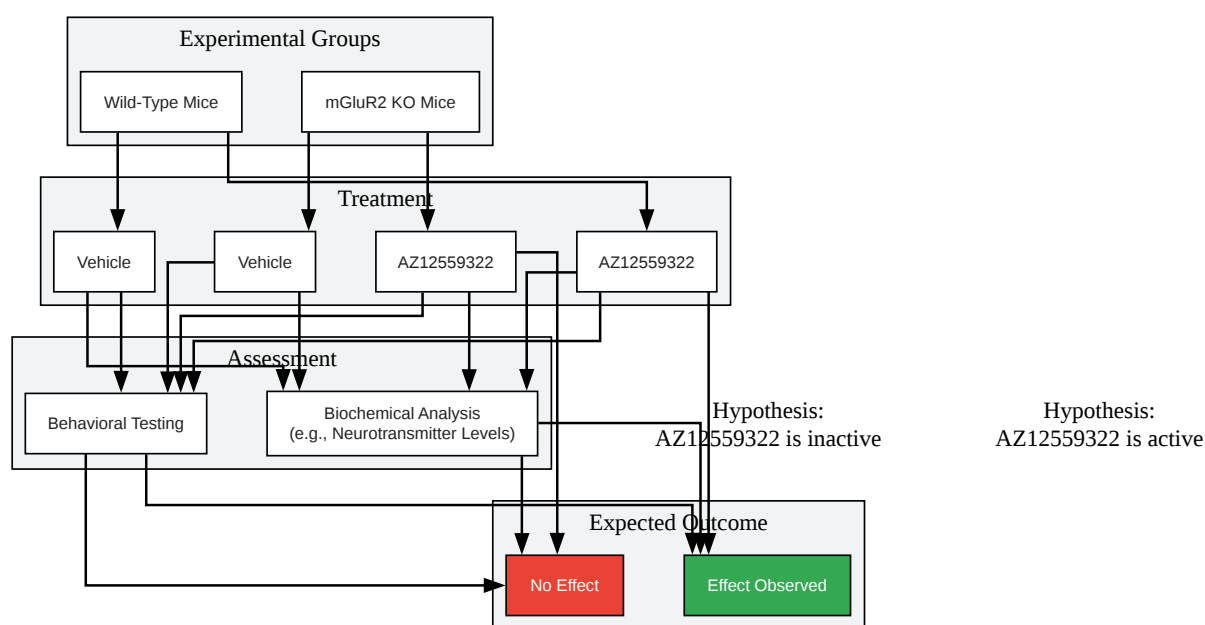 Experimental Groups
Wild-Type Mice
mGluR2 KO Mice
Treatment
Vehicle
Vehicle
AZ12559322
AZ12559322
Assessment
Behavioral Testing
Biochemical Analysis
(e.g., Neurotransmitter Levels)
Hypothesis:
AZ12559322 is inactive
Hypothesis:
AZ12559322 is active
Expected Outcome
No Effect
Effect Observed